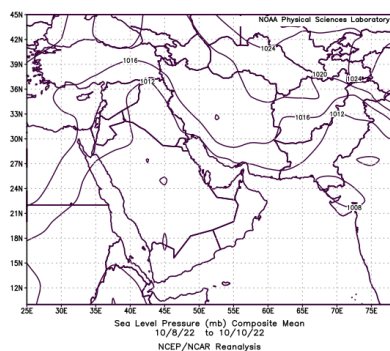 NOAA Physical Sciences Laboratory
45N
42N
39N
36N
33N
30N
27N
24N
21N
18N
15N
12N
1024
1016
1012
1020
1024
1016
1012
1008
25E 30E 35E 40E 45E 50E 55E 60E 65E 70E 75E
Sea Level Pressure (mb) Composite Mean
10/8/22 to 10/10/22
NCEP/NCAR Reanalysis